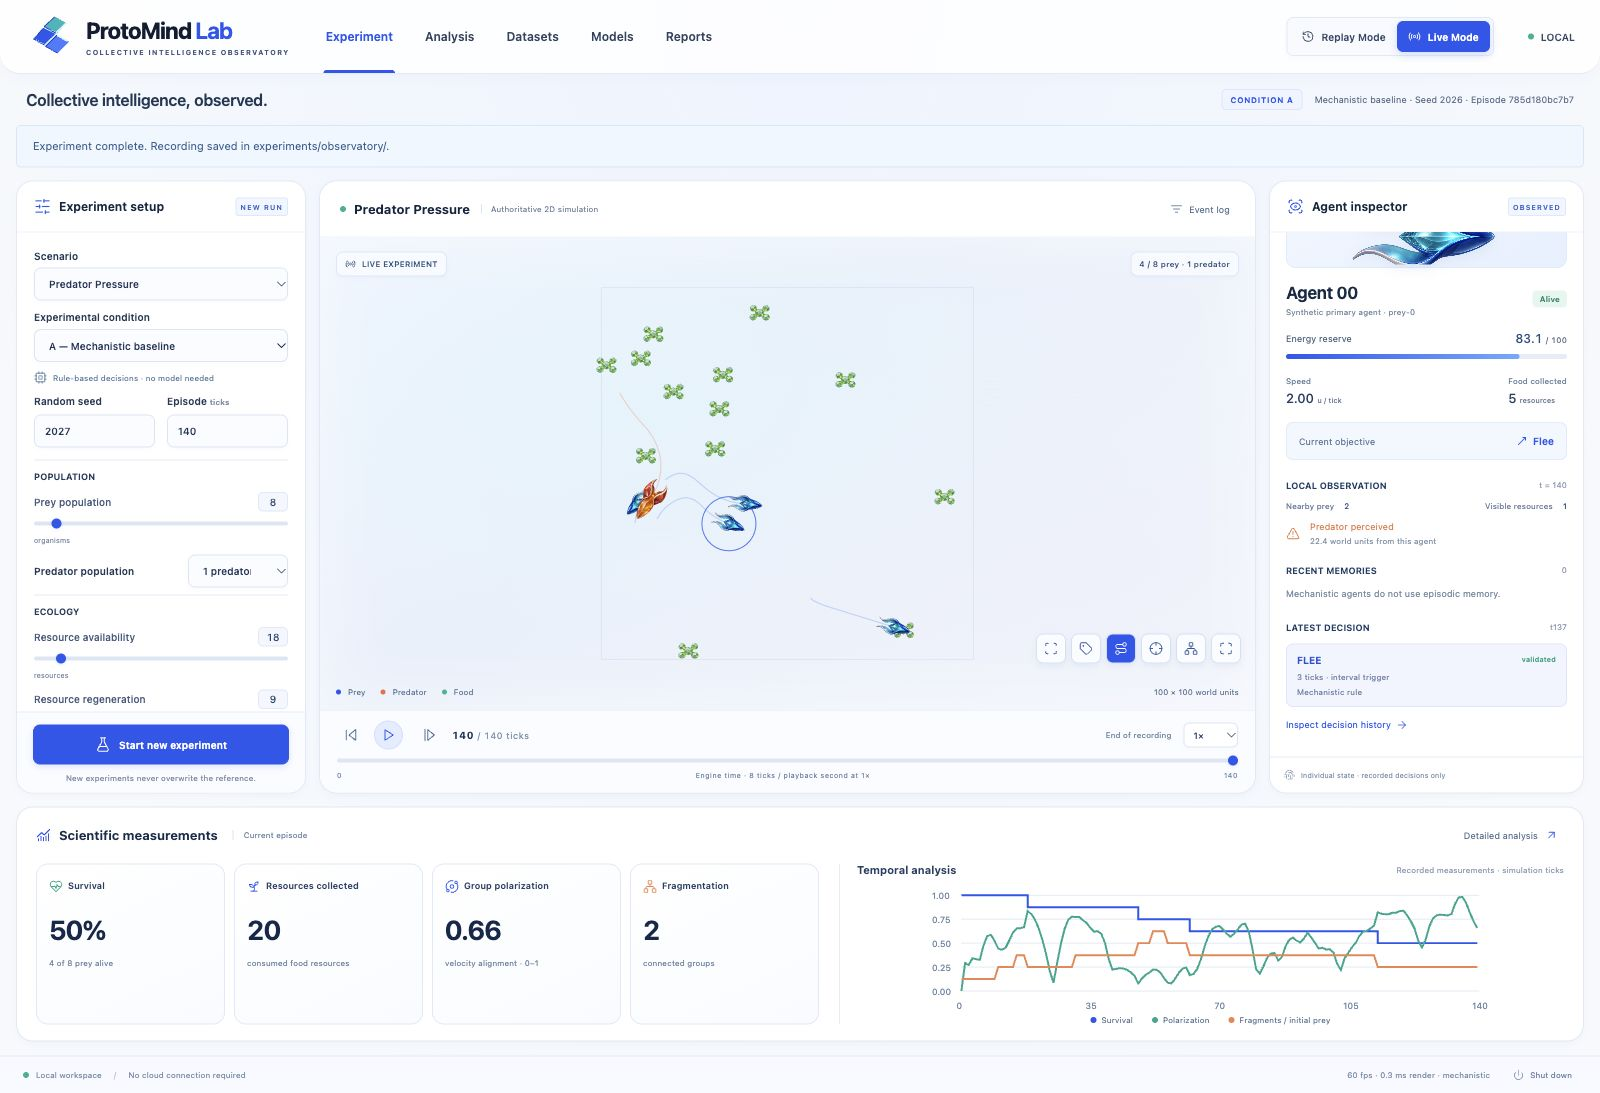 ProtoMind Lab
COLLECTIVE INTELLIGENCE OBSERVATORY
Experiment
Analysis
Datasets
Models
Reports
Replay Mode
Live Mode
LOCAL
Collective intelligence, observed.
CONDITION A
Mechanistic baseline · Seed 2026 · Episode 785d180bc7b7
Experiment complete. Recording saved in experiments/observatory/.
Experiment setup
NEW RUN
Scenario
Predator Pressure
Experimental condition
A — Mechanistic baseline
Rule-based decisions · no model needed
Random seed
Episode ticks
2027
140
POPULATION
Prey population
8
organisms
Predator population
1 predator
ECOLOGY
Resource availability
18
resources
Resource regeneration
9
Start new experiment
New experiments never overwrite the reference.
Predator Pressure
Authoritative 2D simulation
Event log
LIVE EXPERIMENT
4 / 8 prey · 1 predator
Prey
Predator
Food
100 × 100 world units
140 / 140 ticks
End of recording
1×
0
Engine time · 8 ticks / playback second at 1×
140
Agent inspector
OBSERVED
Agent 00
Alive
Synthetic primary agent · prey-0
Energy reserve
83.1 / 100
Speed
Food collected
2.00 u / tick
5 resources
Current objective
Flee
LOCAL OBSERVATION
t = 140
Nearby prey 2
Visible resources 1
Predator perceived
22.4 world units from this agent
RECENT MEMORIES
0
Mechanistic agents do not use episodic memory.
LATEST DECISION
t137
FLEE
validated
3 ticks · interval trigger
Mechanistic rule
Inspect decision history
Individual state · recorded decisions only
Scientific measurements
Current episode
Detailed analysis
Survival
50%
4 of 8 prey alive
Resources collected
20
consumed food resources
Group polarization
0.66
velocity alignment · 0–1
Fragmentation
2
connected groups
Temporal analysis
Recorded measurements · simulation ticks
1.00
0.75
0.50
0.25
0.00
0
35
70
105
140
Survival
Polarization
Fragments / initial prey
Local workspace
/
No cloud connection required
60 fps · 0.3 ms render · mechanistic
Shut down